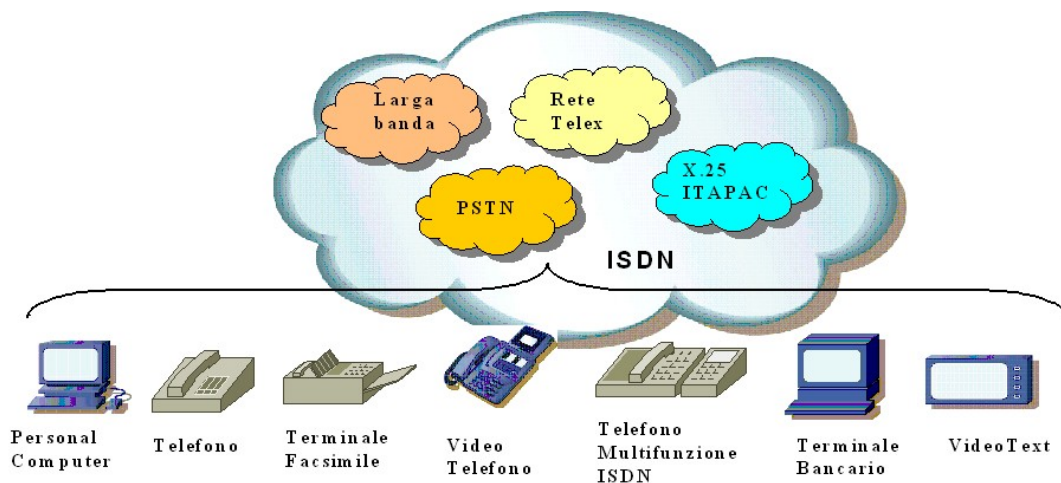 Larga
banda
Rete
Telex
X.25
ITAPAC
PSTN
ISDN
Personal
Computer
Telefono
Terminale
Facsimile
Video
Telefono
Telefono
Multifunzione
ISDN
Terminale
Bancario
VideoText